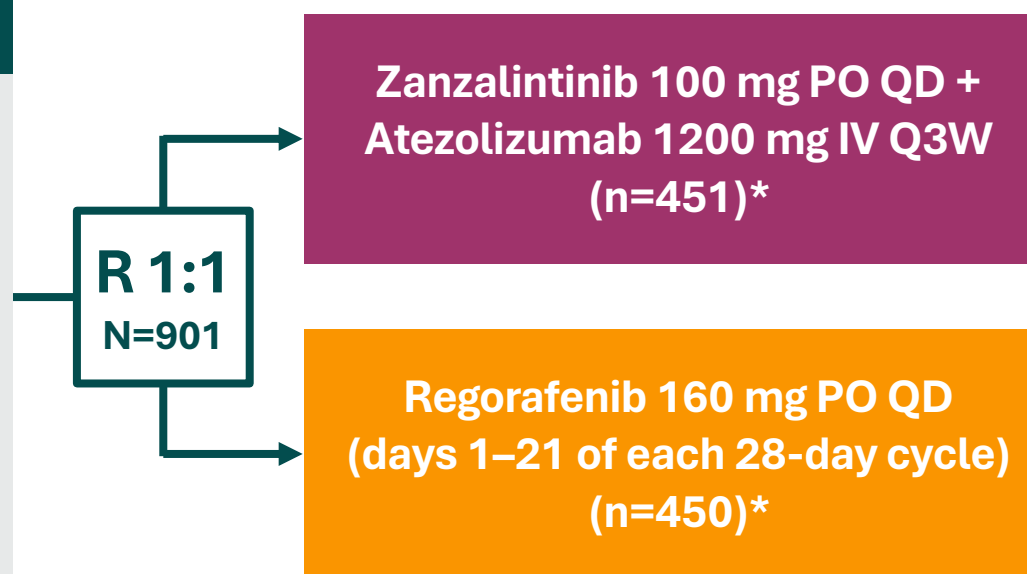 R 1:1
N=901
Zanzalintinib 100 mg PO QD +
Atezolizumab 1200 mg IV Q3W
(n=451)*
Regorafenib 160 mg PO QD
(days 1–21 of each 28-day cycle)
(n=450)*